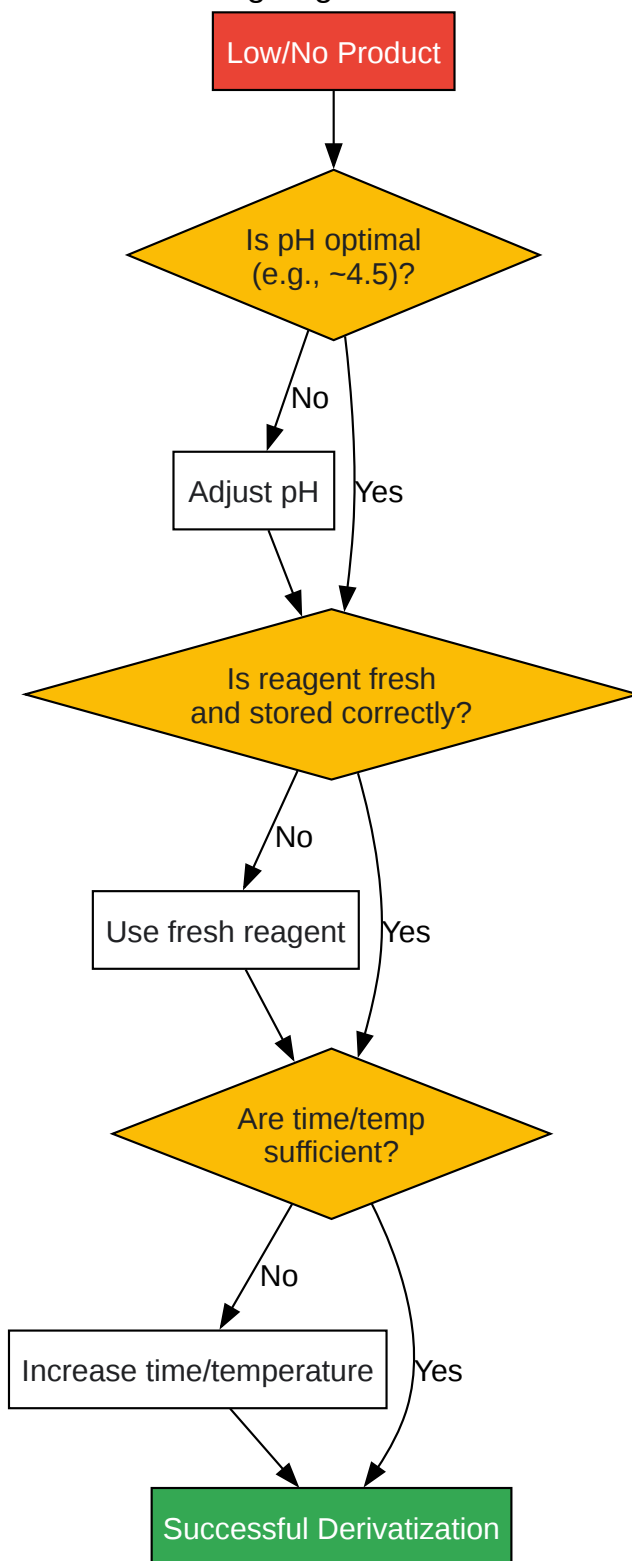 Low/No Product
Is pH optimal
(e.g., ~4.5)?
No
Adjust pH
Yes
Is reagent fresh
and stored correctly?
No
Use fresh reagent
Yes
Are time/temp
sufficient?
No
Increase time/temperature
Yes
Successful Derivatization